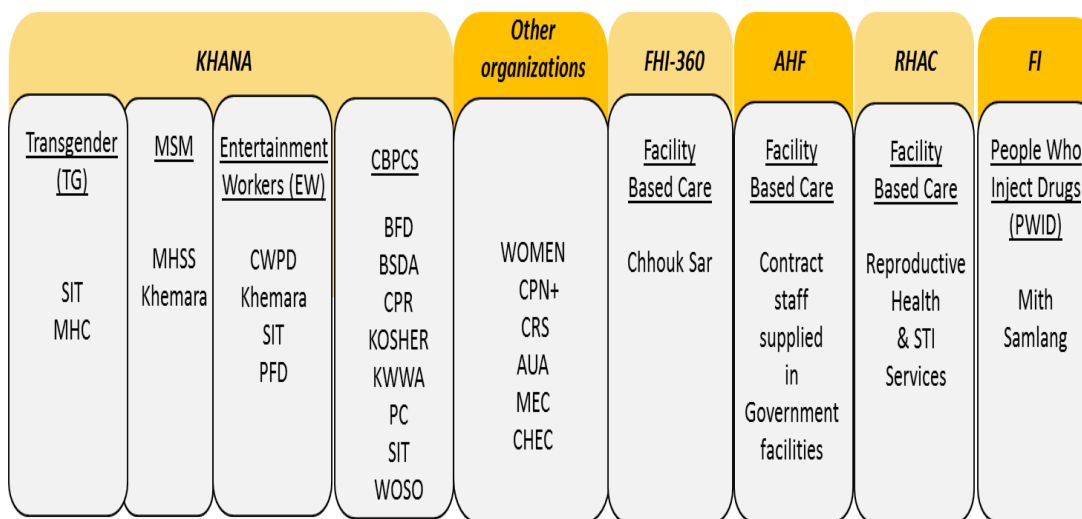 KHANA
Other
organizations
FHI-360
AHF
RHAC
FI
Transgender
(TG)
SIT
MHC
MSM
MHSS
Khemara
Entertainment
Workers (EW)
CWPD
Khemara
SIT
PFD
CBPCS
BFD
BSDA
CPR
KOSHER
KWWA
PC
SIT
WOSO
WOMEN
CPN+
CRS
AUA
MEC
CHEC
Facility
Based Care
Chhouk Sar
Facility
Based Care
Contract
staff
supplied
in
Government
facilities
Facility
Based Care
Reproductive
Health
& STI
Services
People Who
Inject Drugs
(PWID)
Mith
Samlang